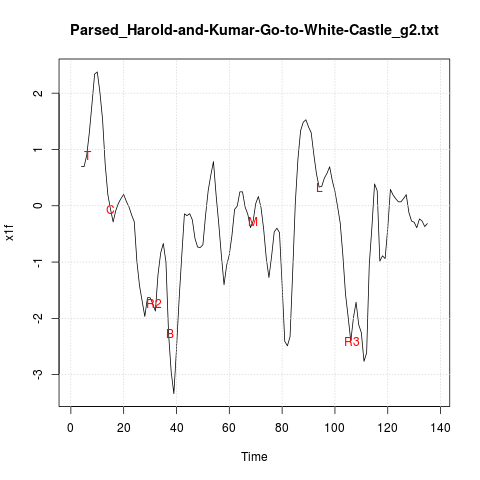 Parsed_Harold-and-Kumar-Go-to-White-Castle_g2.txt
x1f
2
1
0
-1
-2
-3
T
C
R2
B
M
L
R3
0 20 40 60 80 100 120 140
Time